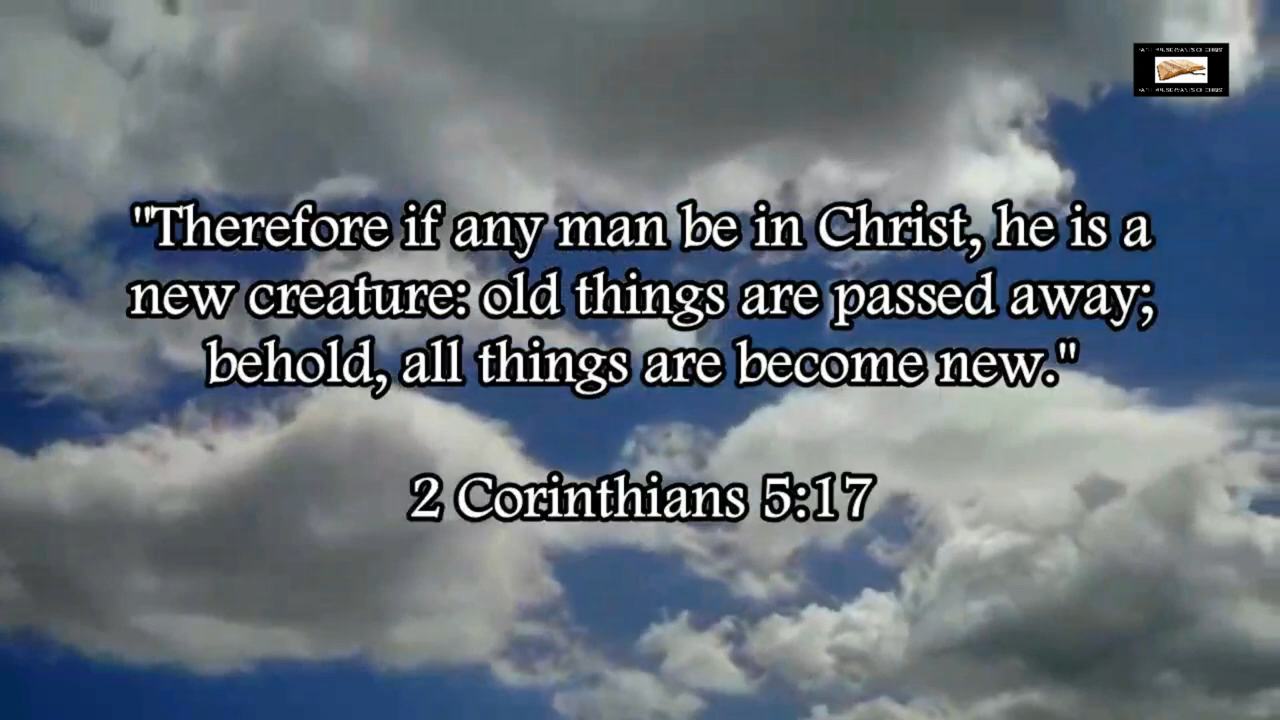 "Therefore if any man be in Christ, he is a
new creature: old things are passed away;
behold, all things are become new."
2 Corinthians 5:17